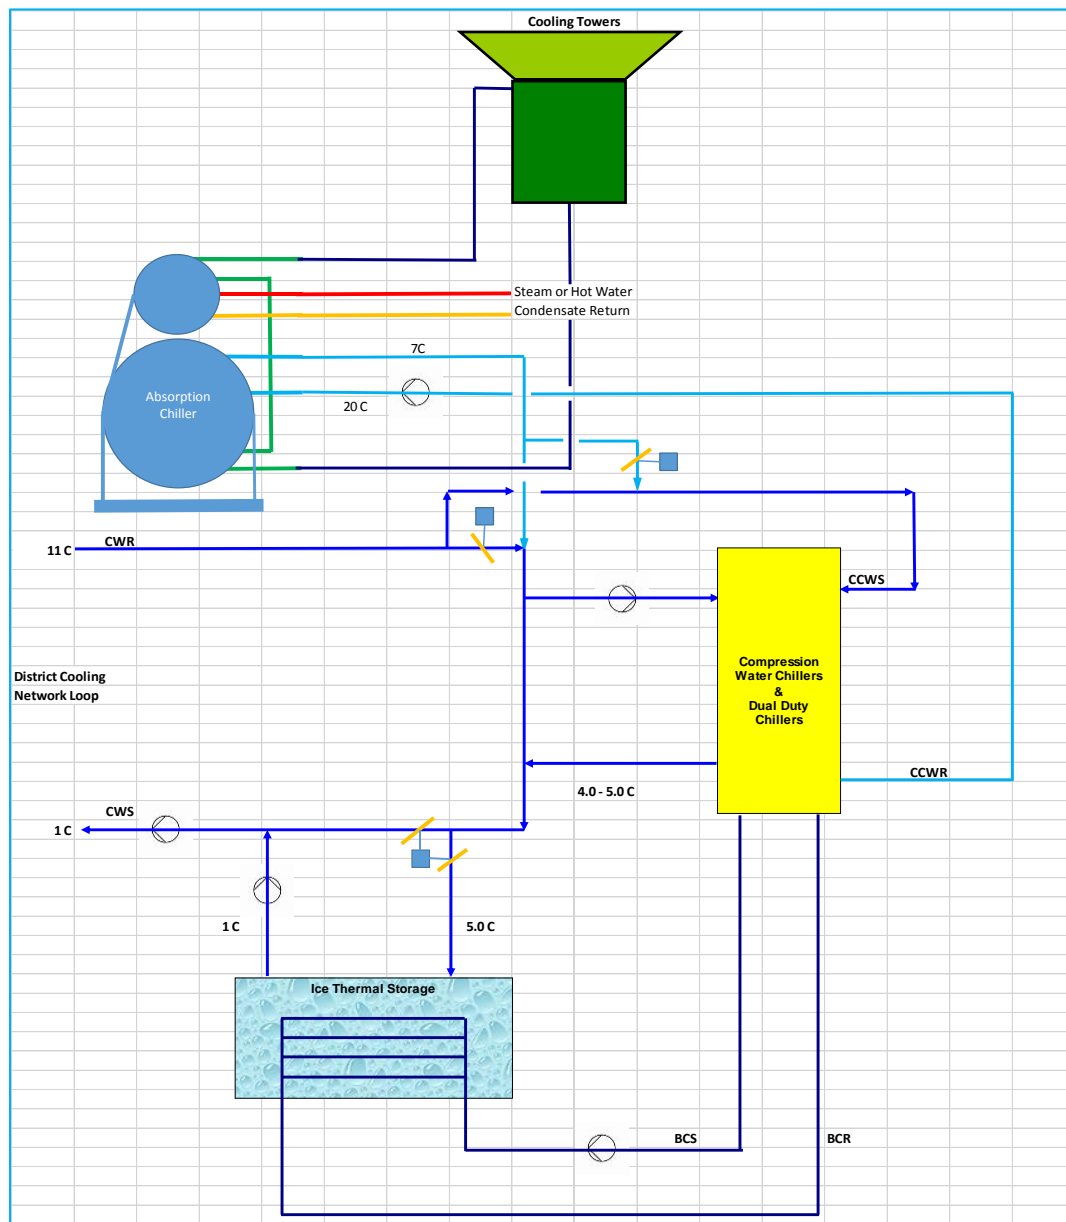 Cooling Towers
Steam or Hot Water
Condensate Return
7C
20 C
Absorption
Chiller
CWR
11 C
CCWS
Compression
Water Chillers
&
Dual Duty
Chillers
District Cooling
Network Loop
CCWR
4.0 - 5.0 C
CWS
1 C
1 C
5.0 C
Ice Thermal Storage
BCS
BCR